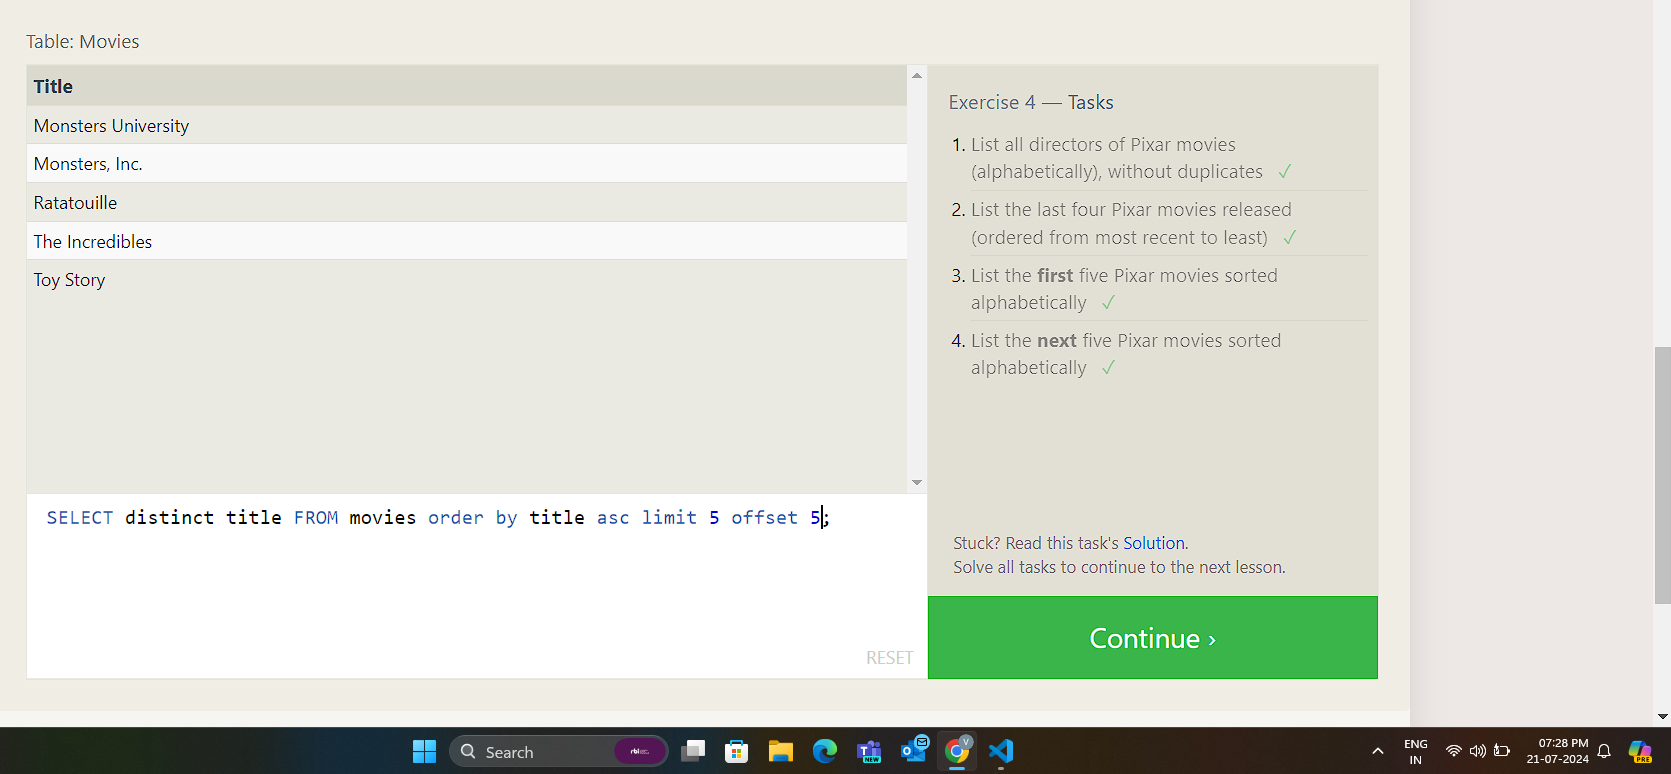 Table: Movies
Title
Monsters University
Monsters, Inc.
Ratatouille
The Incredibles
Toy Story
SELECT distinct title FROM movies order by title asc limit 5 offset 5;
RESET
Exercise 4 — Tasks
1. List all directors of Pixar movies
(alphabetically), without duplicates ✓
2. List the last four Pixar movies released
(ordered from most recent to least) ✓
3. List the first five Pixar movies sorted
alphabetically ✓
4. List the next five Pixar movies sorted
alphabetically ✓
Stuck? Read this task's Solution.
Solve all tasks to continue to the next lesson.
Continue ›
Search
rbi
NEW
V
ENG
IN
07:28 PM
21-07-2024
PRE